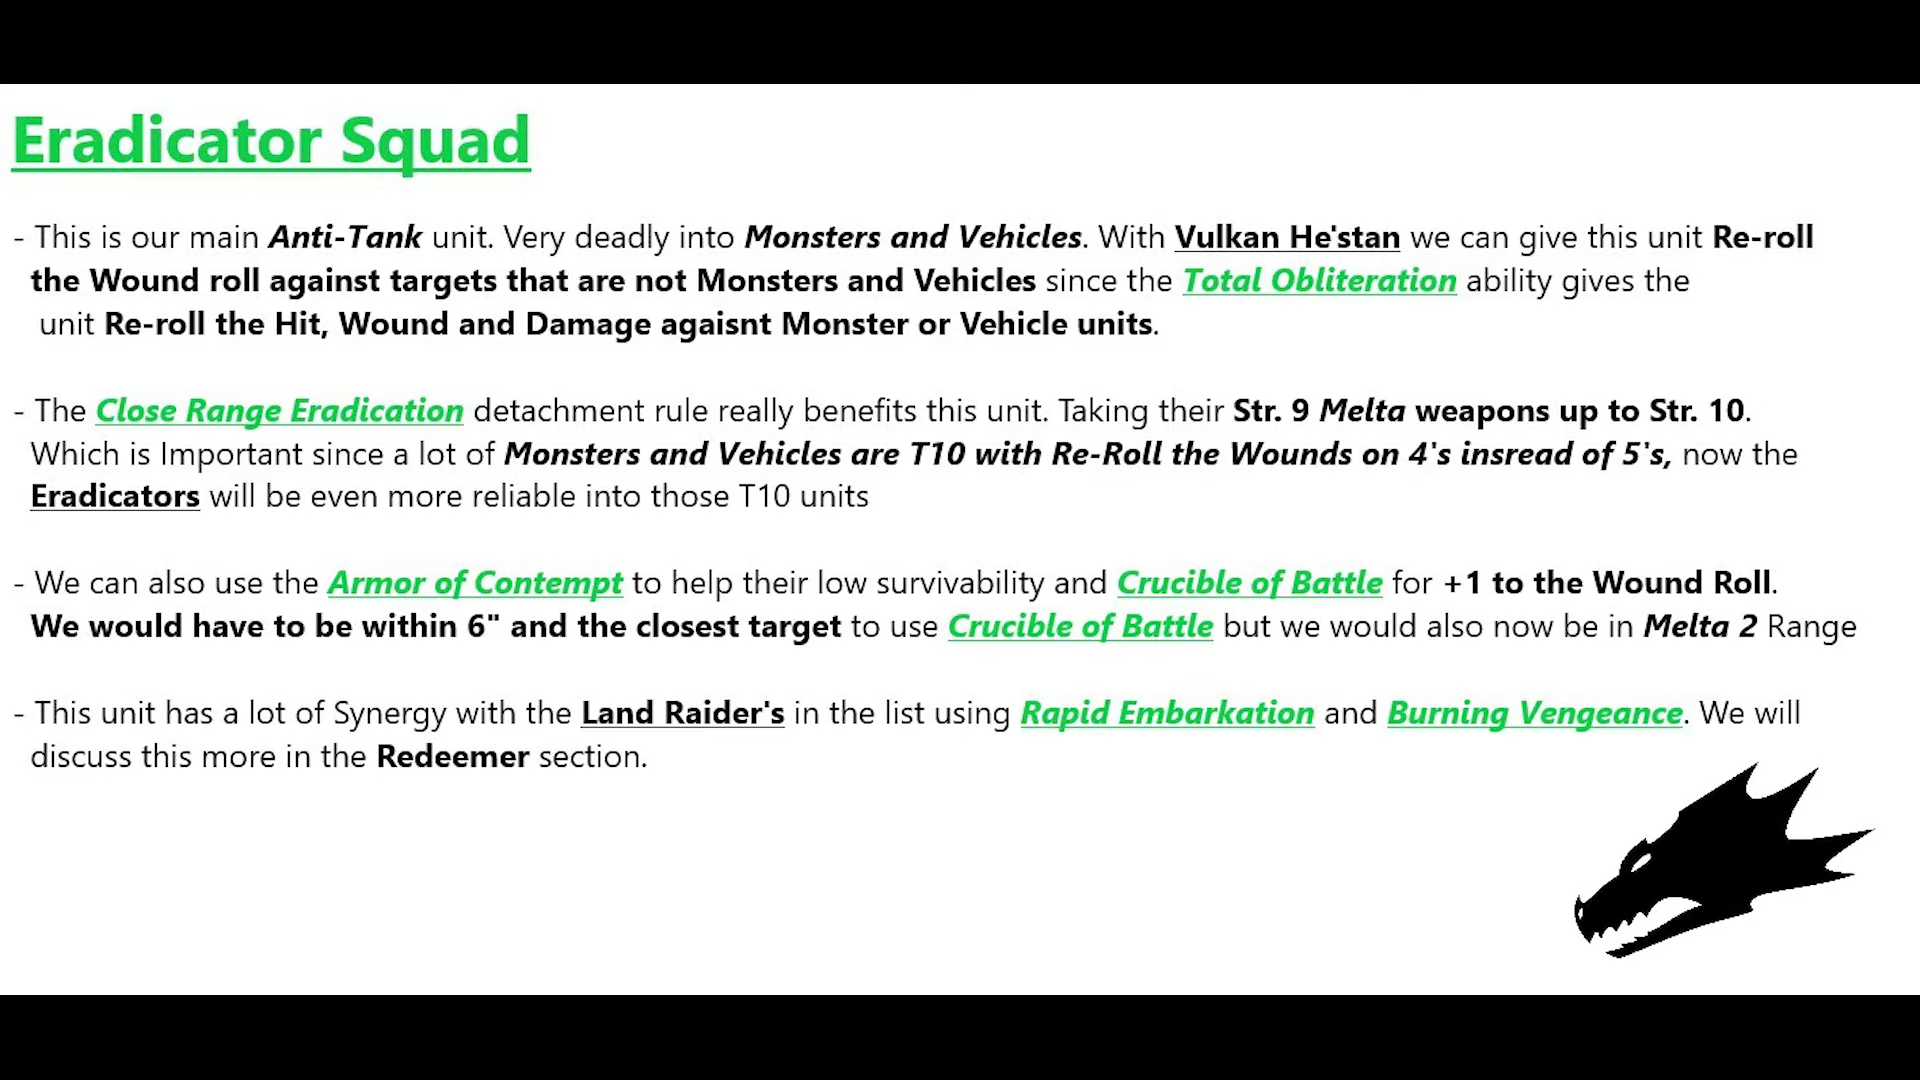 Eradicator Squad
- This is our main Anti-Tank unit. Very deadly into Monsters and Vehicles. With Vulkan He'stan we can give this unit Re-roll
the Wound roll against targets that are not Monsters and Vehicles since the Total Obliteration ability gives the
unit Re-roll the Hit, Wound and Damage agaisnt Monster or Vehicle units.
- The Close Range Eradication detachment rule really benefits this unit. Taking their Str. 9 Melta weapons up to Str. 10.
Which is Important since a lot of Monsters and Vehicles are T10 with Re-Roll the Wounds on 4's insread of 5's, now the
Eradicators will be even more reliable into those T10 units
- We can also use the Armor of Contempt to help their low survivability and Crucible of Battle for +1 to the Wound Roll.
We would have to be within 6" and the closest target to use Crucible of Battle but we would also now be in Melta 2 Range
- This unit has a lot of Synergy with the Land Raider's in the list using Rapid Embarkation and Burning Vengeance. We will
discuss this more in the Redeemer section.